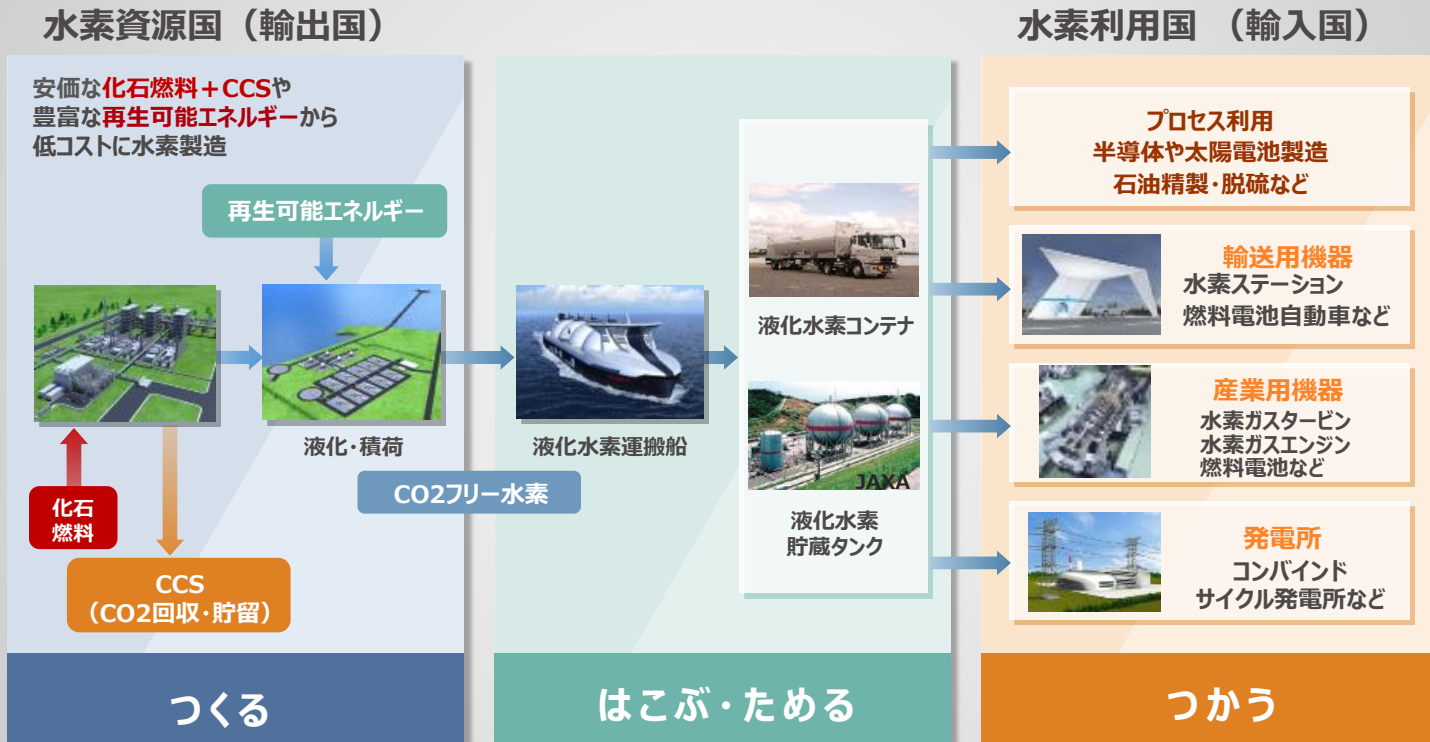 水素資源国（輸出国）
水素利用国 （輸入国）
安価な化石燃料＋CCSや
豊富な再生可能エネルギーから
低コストに水素製造
再生可能エネルギー
液化・積荷
化石
燃料
CCS
（CO2回収・貯留）
CO2フリー水素
つくる
液化水素運搬船
液化水素コンテナ
JAXA
液化水素
貯蔵タンク
はこぶ・ためる
プロセス利用
半導体や太陽電池製造
石油精製・脱硫など
輸送用機器
水素ステーション
燃料電池自動車など
産業用機器
水素ガスタービン
水素ガスエンジン
燃料電池など
発電所
コンバインド
サイクル発電所など
つかう